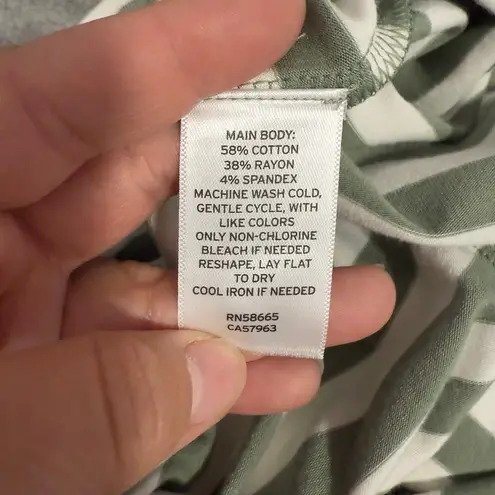 MAIN BODY:
58% COTTON
38% RAYON
4% SPANDEX
MACHINE WASH COLD,
GENTLE CYCLE, WITH
LIKE COLORS
ONLY NON-CHLORINE
BLEACH IF NEEDED
RESHAPE, LAY FLAT
TO DRY
COOL IRON IF NEEDED
RN58665
CA57963